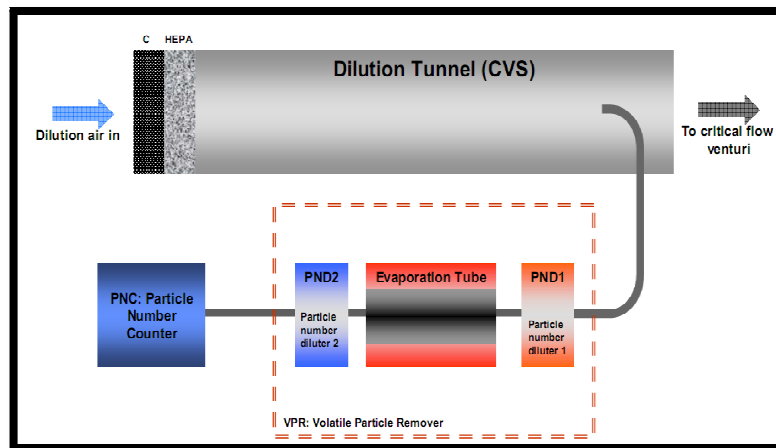 C HEPA
Dilution Tunnel (CVS)
Dilution air in
To critical flow
venturi
PNC: Particle
Number
Counter
PND2
Particle
number
diluter 2
Evaporation Tube
PND1
Particle
number
diluter 1
VPR: Volatile Particle Remover